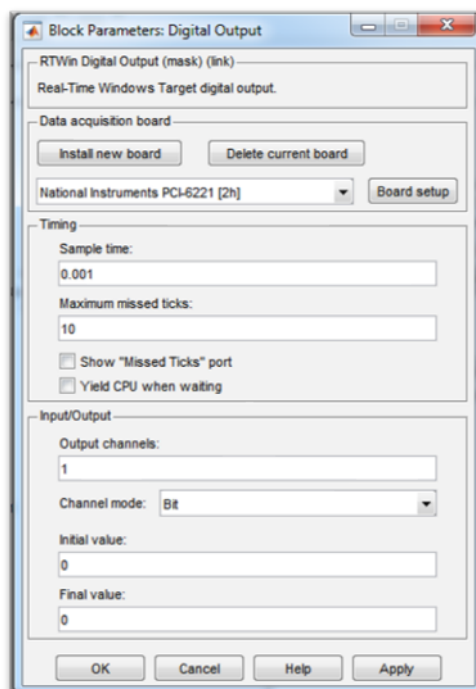 Block Parameters: Digital Output
RTWin Digital Output (mask) (link)
Real-Time Windows Target digital output.
Data acquisition board
Install new board Delete current board
National Instruments PCI-6221 [2h] Board setup
Timing
Sample time:
0.001
Maximum missed ticks:
10
Show "Missed Ticks" port
Yield CPU when waiting
Input/Output
Output channels:
1
Channel mode: Bit
Initial value:
0
Final value:
0
OK Cancel Help Apply